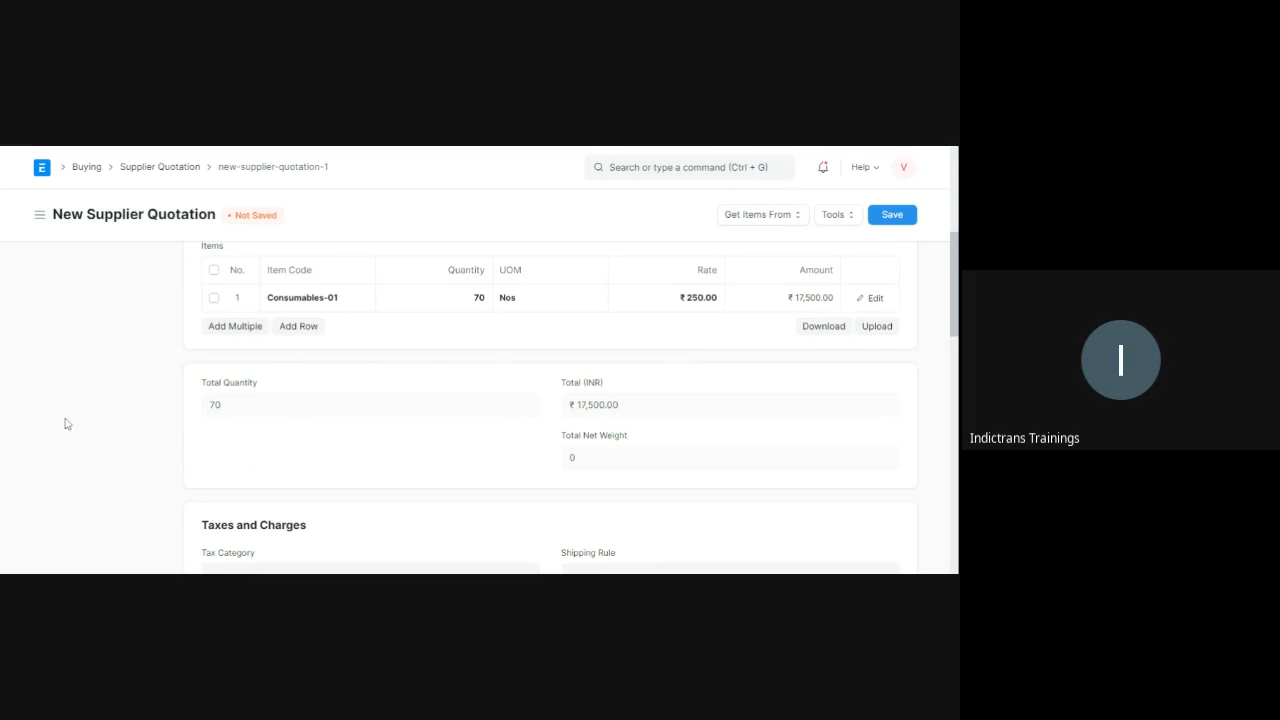 E > Buying > Supplier Quotation > new-supplier-quotation-1 Search or type a command (Ctrl + G) Help V
New Supplier Quotation • Not Saved Get Items From Tools Save
Items
No. Item Code Quantity UOM Rate Amount
1 Consumables-01 70 Nos ₹ 250.00 ₹ 17,500.00 Edit
Add Multiple Add Row Download Upload
Total Quantity Total (INR)
70 ₹ 17,500.00
Total Net Weight
0
Taxes and Charges
Tax Category Shipping Rule
I
Indictrans Trainings